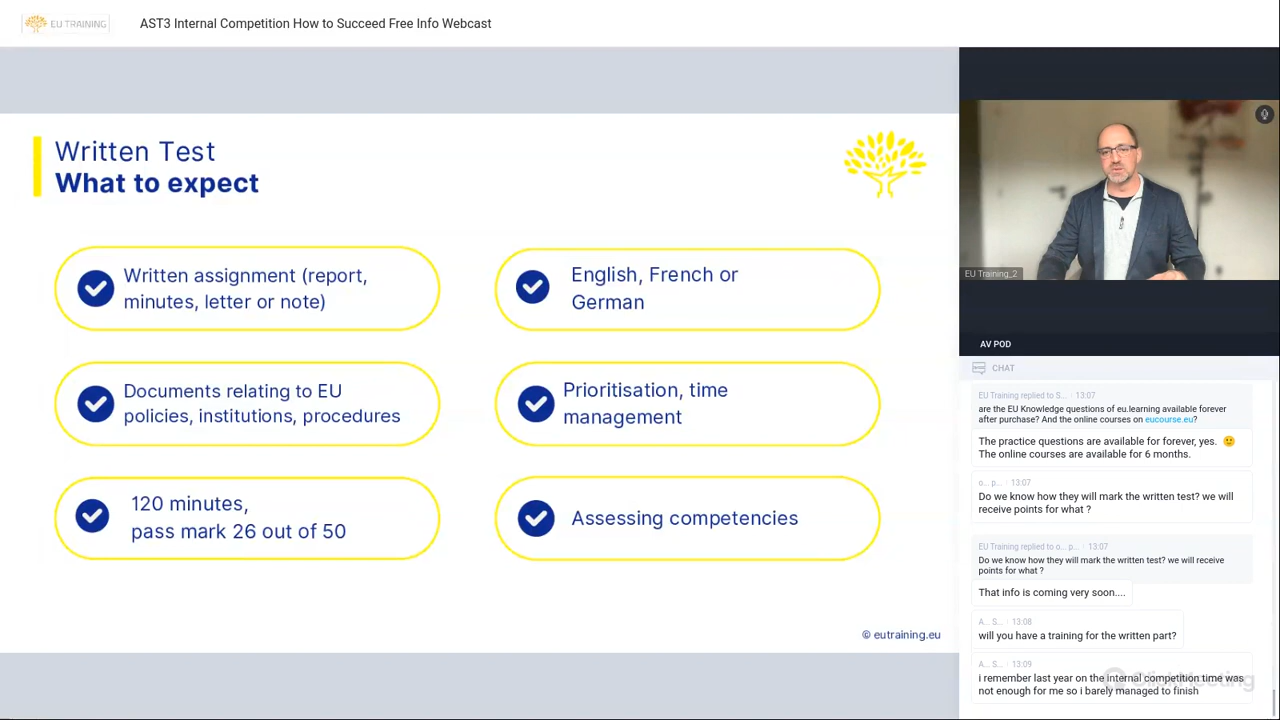 EU TRAINING
AST3 Internal Competition How to Succeed Free Info Webcast
Written Test
What to expect
Written assignment (report,
minutes, letter or note)
English, French or
German
Documents relating to EU
policies, institutions, procedures
Prioritisation, time
management
120 minutes,
pass mark 26 out of 50
Assessing competencies
© eutraining.eu
EU Training_2
AV POD
CHAT
EU Training replied to S... 13:07
are the EU Knowledge questions of eu.learning available forever
after purchase? And the online courses on eucourse.eu?
The practice questions are available for forever, yes. 🙂
The online courses are available for 6 months.
o... p... 13:07
Do we know how they will mark the written test? we will
receive points for what ?
EU Training replied to o... p... 13:07
Do we know how they will mark the written test? we will receive
points for what ?
That info is coming very soon....
A... S... 13:08
will you have a training for the written part?
A... S... 13:09
i remember last year on the internal competition time was
not enough for me so i barely managed to finish
ClickMeeting